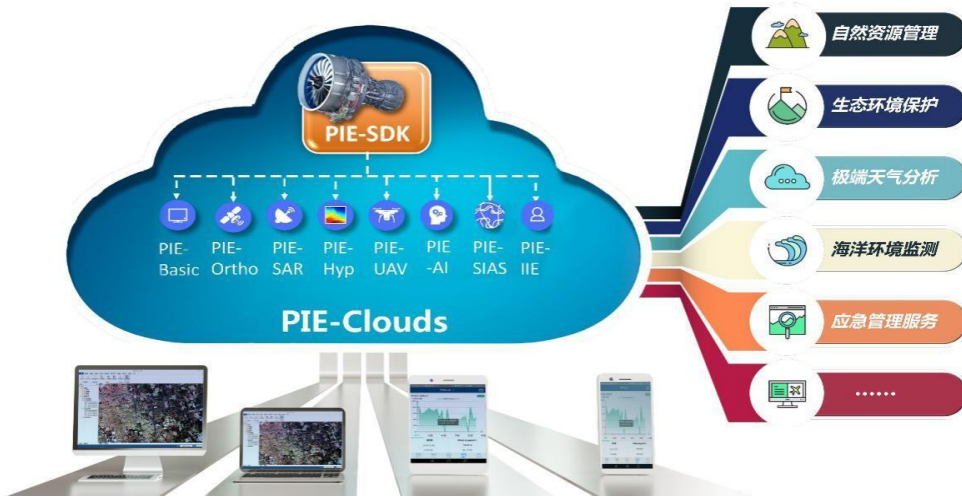 PIE-SDK
PIE-
Basic
PIE-
Ortho
PIE-
SAR
PIE-
Hyp
PIE-
UAV
PIE
-AI
PIE-
SIAS
PIE-
IIE
PIE-Clouds
自然资源管理
生态环境保护
极端天气分析
海洋环境监测
应急管理服务
……